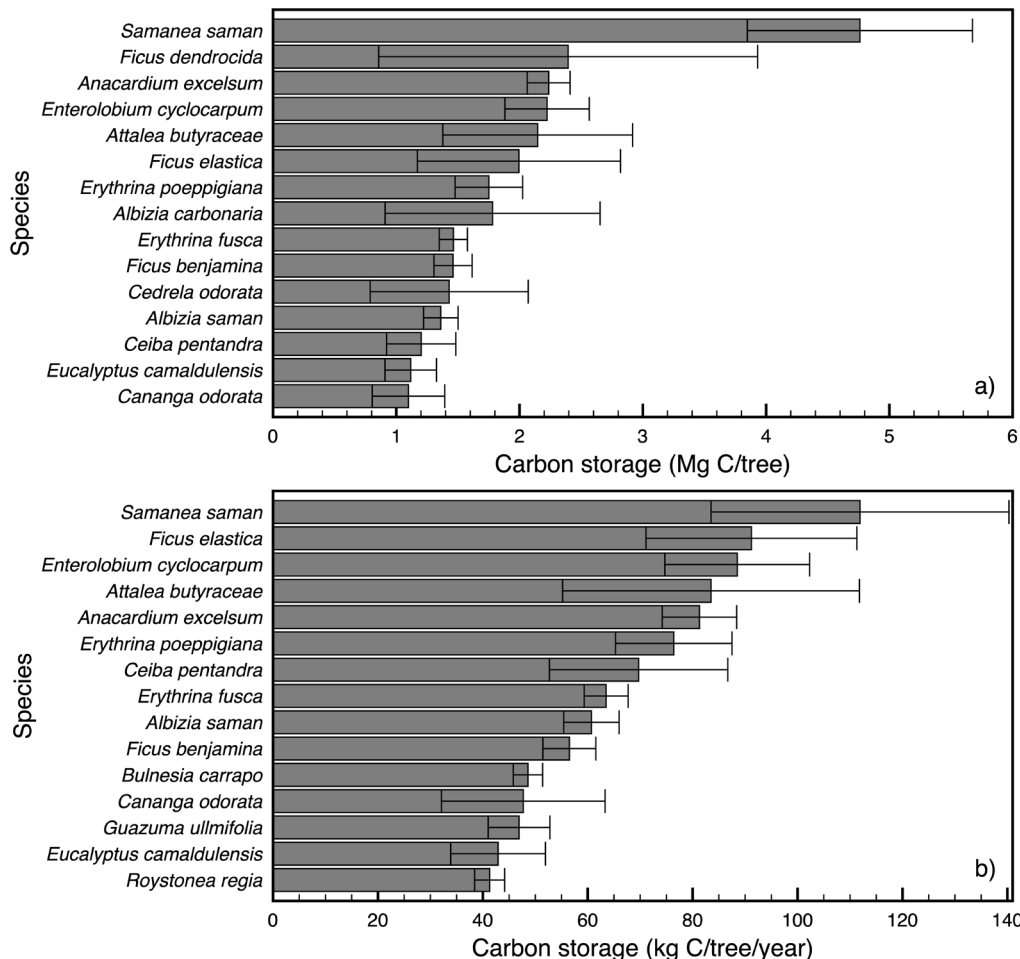 Species
Samanea saman
Ficus dendrocida
Anacardium excelsum
Enterolobium cyclocarpum
Attalea butyraceae
Ficus elastica
Erythrina poeppigiana
Albizia carbonaria
Erythrina fusca
Ficus benjamina
Cedrela odorata
Albizia saman
Ceiba pentandra
Eucalyptus camaldulensis
Cananga odorata
a)
0 1 2 3 4 5 6
Carbon storage (Mg C/tree)
Species
Samanea saman
Ficus elastica
Enterolobium cyclocarpum
Attalea butyraceae
Anacardium excelsum
Erythrina poeppigiana
Ceiba pentandra
Erythrina fusca
Albizia saman
Ficus benjamina
Bulnesia carrapo
Cananga odorata
Guazuma ullmifolia
Eucalyptus camaldulensis
Roystonea regia
b)
0 20 40 60 80 100 120 140
Carbon storage (kg C/tree/year)